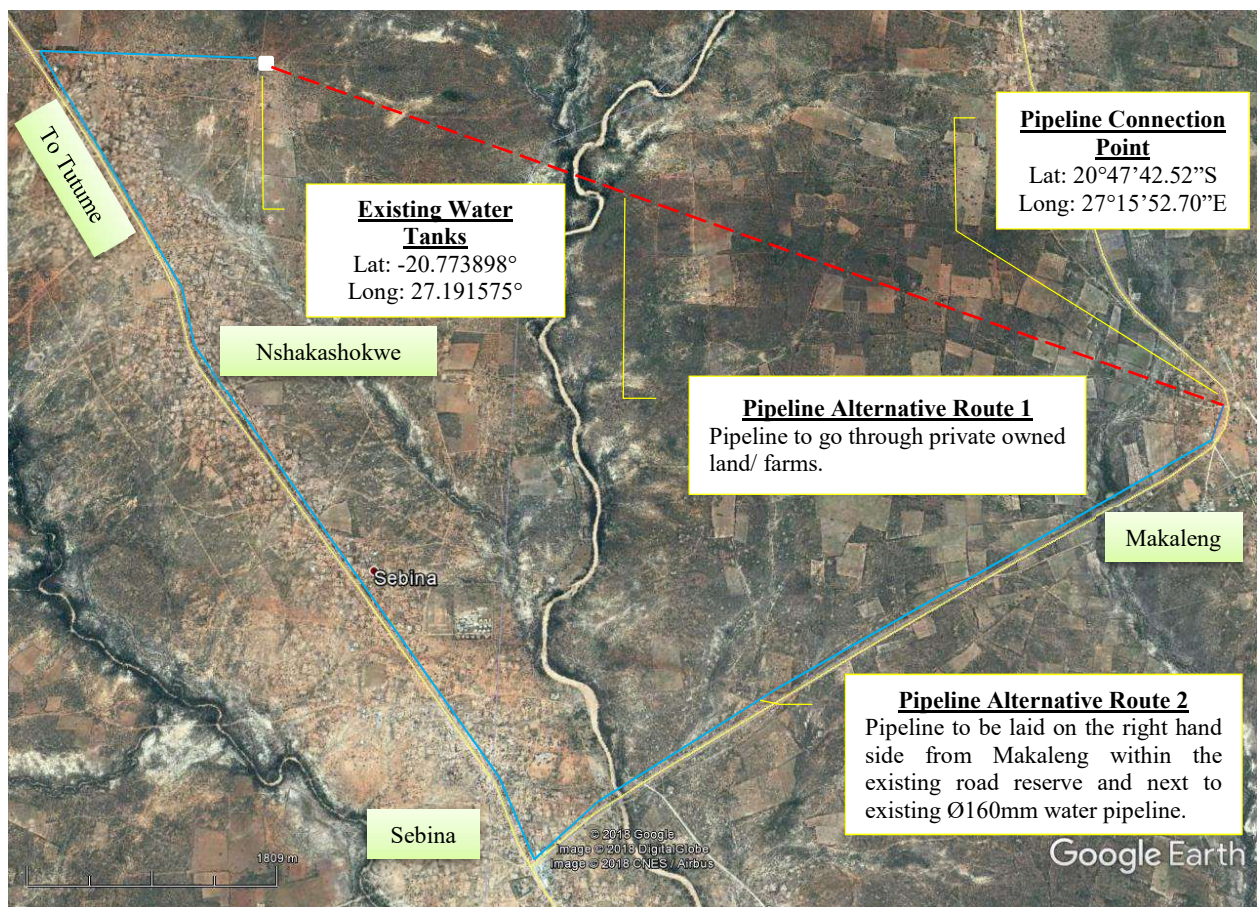 To Tutume
Pipeline Connection
Point
Lat: 20°47’42.52”S
Long: 27°15’52.70”E
Existing Water
Tanks
Lat: -20.773898°
Long: 27.191575°
Nshakashokwe
Pipeline Alternative Route 1
Pipeline to go through private owned
land/ farms.
Makaleng
Sebina
Pipeline Alternative Route 2
Pipeline to be laid on the right hand
side from Makaleng within the
existing road reserve and next to
existing Ø160mm water pipeline.
Sebina
© 2018 Google
Image © 2018 DigitalGlobe
Image © 2018 CNES / Airbus
1809 m
Google Earth